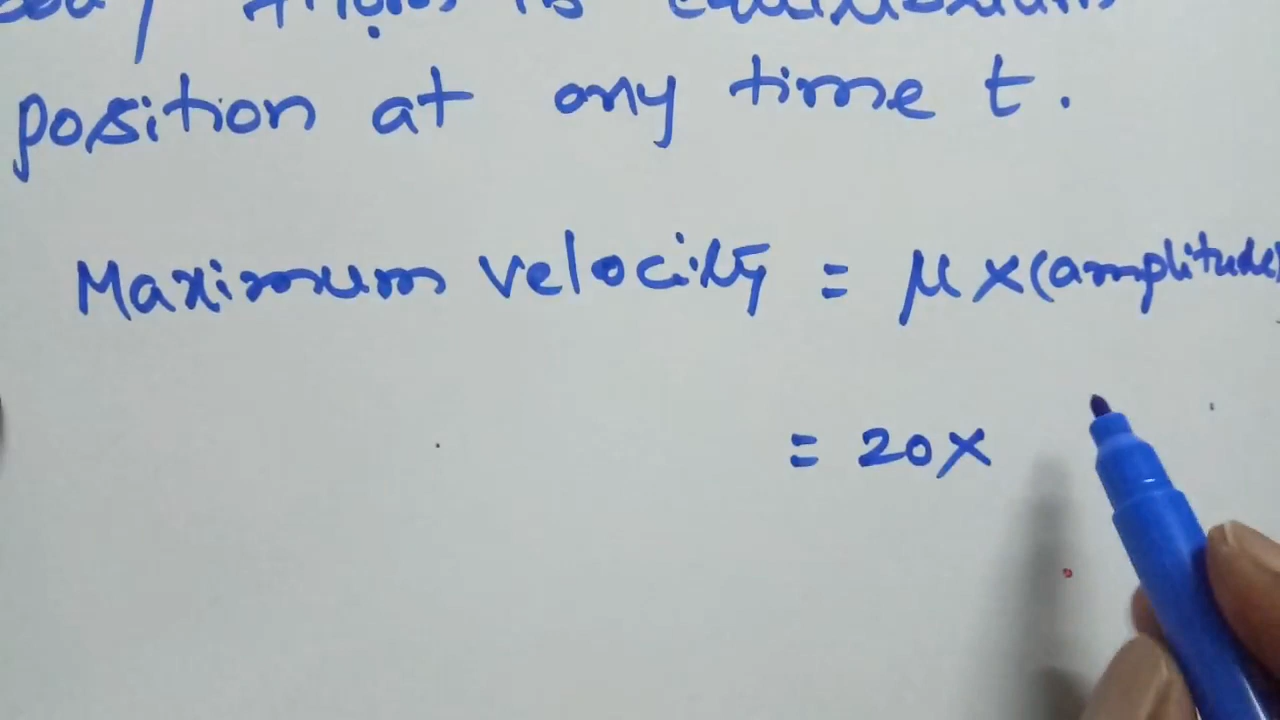 position at any time t.
Maximum velocity = μ×(amplitude)
= 20×